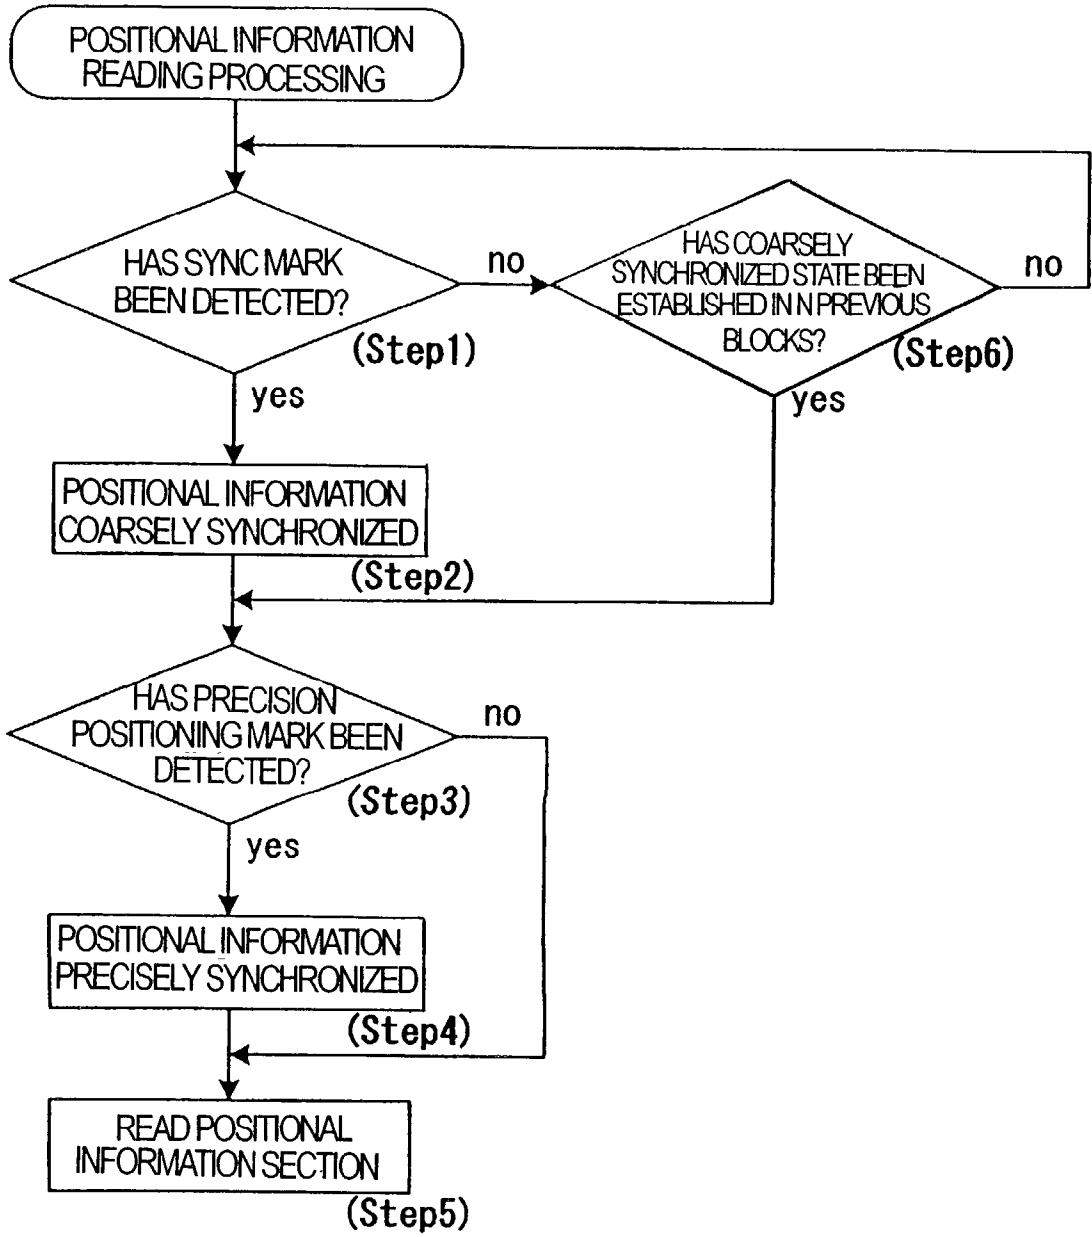 POSITIONAL INFORMATION
READING PROCESSING
HAS SYNC MARK
BEEN DETECTED?
(Step1)
no
yes
HAS COARSELY
SYNCHRONIZED STATE BEEN
ESTABLISHED IN N PREVIOUS
BLOCKS?
(Step6)
no
yes
POSITIONAL INFORMATION
COARSELY SYNCHRONIZED
(Step2)
HAS PRECISION
POSITIONING MARK BEEN
DETECTED?
(Step3)
no
yes
POSITIONAL INFORMATION
PRECISELY SYNCHRONIZED
(Step4)
READ POSITIONAL
INFORMATION SECTION
(Step5)